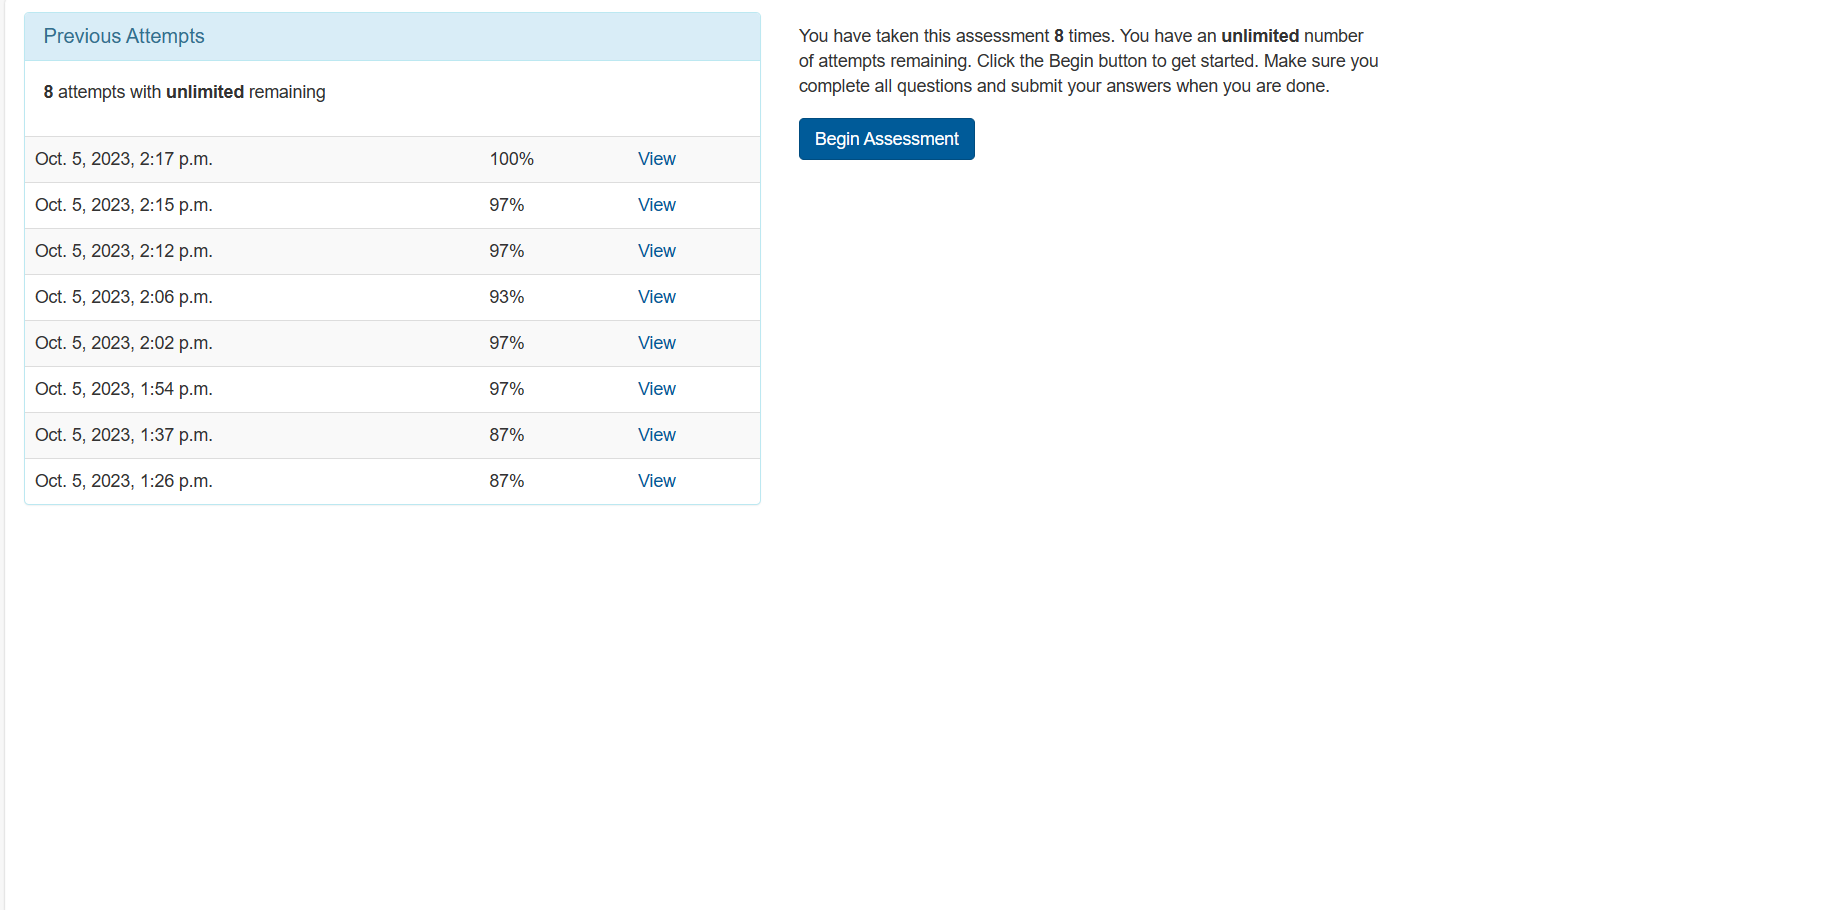 Previous Attempts
8 attempts with unlimited remaining
Oct. 5, 2023, 2:17 p.m. 100% View
Oct. 5, 2023, 2:15 p.m. 97% View
Oct. 5, 2023, 2:12 p.m. 97% View
Oct. 5, 2023, 2:06 p.m. 93% View
Oct. 5, 2023, 2:02 p.m. 97% View
Oct. 5, 2023, 1:54 p.m. 97% View
Oct. 5, 2023, 1:37 p.m. 87% View
Oct. 5, 2023, 1:26 p.m. 87% View
You have taken this assessment 8 times. You have an unlimited number
of attempts remaining. Click the Begin button to get started. Make sure you
complete all questions and submit your answers when you are done.
Begin Assessment